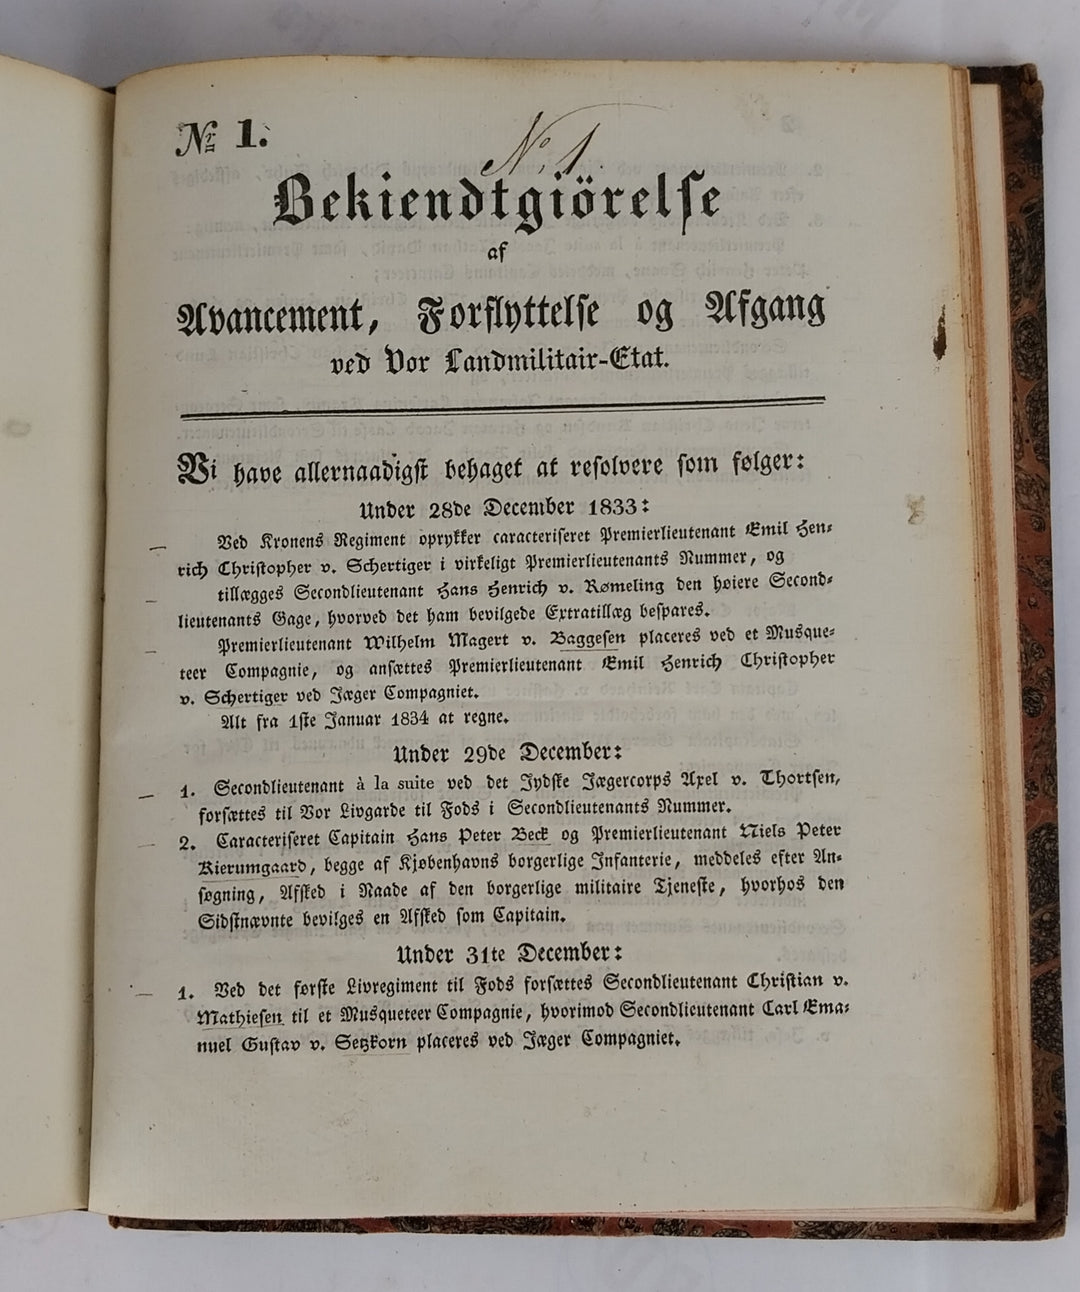 Nr 1.
No. 1.
Bekiendtgiörelse
af
Avancement, Forflyttelse og Afgang
ved Vor Landmilitair-Etat.
Vi have allernaadigst behaget at resolvere som følger:
Under 28de December 1833:
Ved Kronens Regiment oprykker caracteriseret Premierlieutenant Emil Hen-
rich Christopher v. Schertiger i virkeligt Premierlieutenants Nummer, og
tillægges Secondlieutenant Hans Henrich v. Rømeling den høiere Second-
lieutenants Gage, hvorved det ham bevilgede Extratillæg bespares.
Premierlieutenant Wilhelm Magert v. Baggesen placeres ved et Musque-
teer Compagnie, og ansættes Premierlieutenant Emil Henrich Christopher
v. Schertiger ved Jæger Compagniet.
Alt fra 1ste Januar 1834 at regne.
Under 29de December:
1. Secondlieutenant à la suite ved det Jydske Jægercorps Axel v. Thortsen,
forsættes til Vor Livgarde til Fods i Secondlieutenants Nummer.
2. Caracteriseret Capitain Hans Peter Beck og Premierlieutenant Niels Peter
Kierumgaard, begge af Kjøbenhavns borgerlige Infanterie, meddeles efter An-
søgning, Afsked i Naade af den borgerlige militaire Tjeneste, hvorhos den
Sidstnævnte bevilges en Afsked som Capitain.
Under 31te December:
1. Ved det første Livregiment til Fods forsættes Secondlieutenant Christian v.
Mathiesen til et Musqueteer Compagnie, hvorimod Secondlieutenant Carl Ema-
nuel Gustav v. Setzkorn placeres ved Jæger Compagniet.